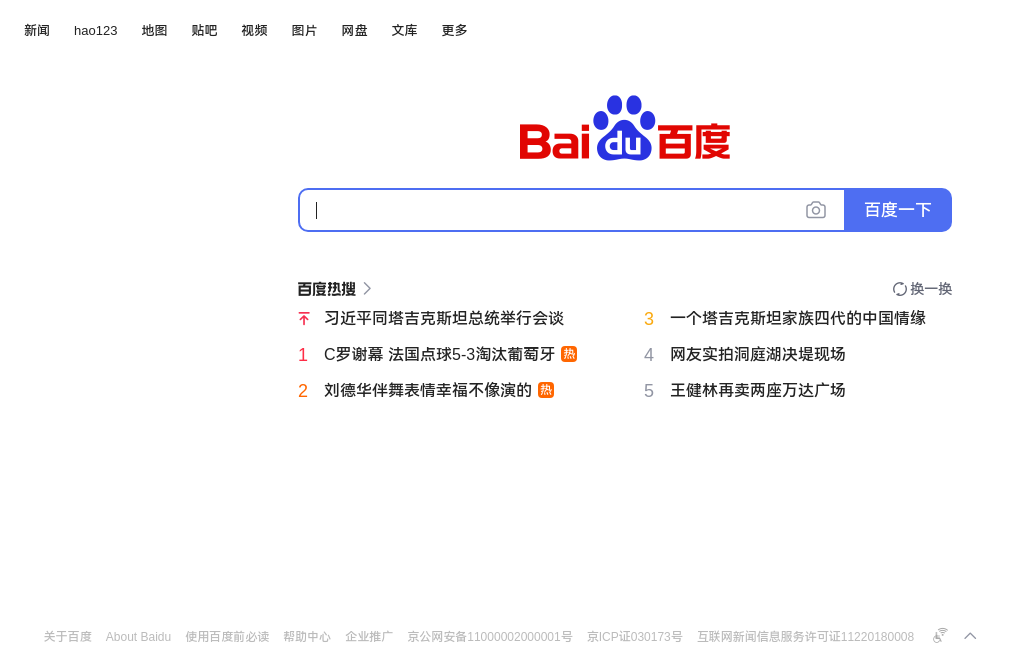 新闻 hao123 地图 贴吧 视频 图片 网盘 文库 更多
Bai du 百度
百度一下
百度热搜 换一换
习近平同塔吉克斯坦总统举行会谈
1 C罗谢幕 法国点球5-3淘汰葡萄牙 热
2 刘德华伴舞表情幸福不像演的 热
3 一个塔吉克斯坦家族四代的中国情缘
4 网友实拍洞庭湖决堤现场
5 王健林再卖两座万达广场
关于百度 About Baidu 使用百度前必读 帮助中心 企业推广 京公网安备11000002000001号 京ICP证030173号 互联网新闻信息服务许可证11220180008